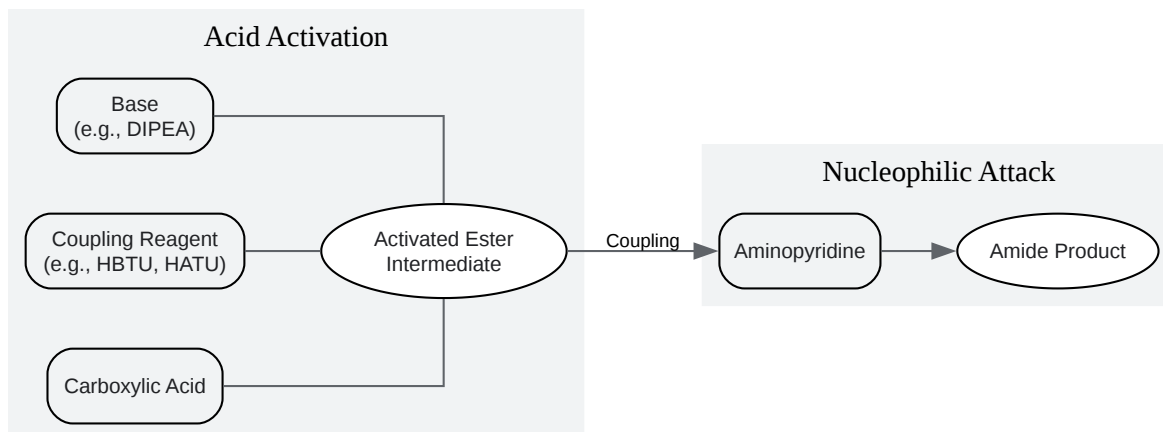 Acid Activation
Base
(e.g., DIPEA)
Coupling Reagent
(e.g., HBTU, HATU)
Carboxylic Acid
Activated Ester
Intermediate
Coupling
Nucleophilic Attack
Aminopyridine
Amide Product